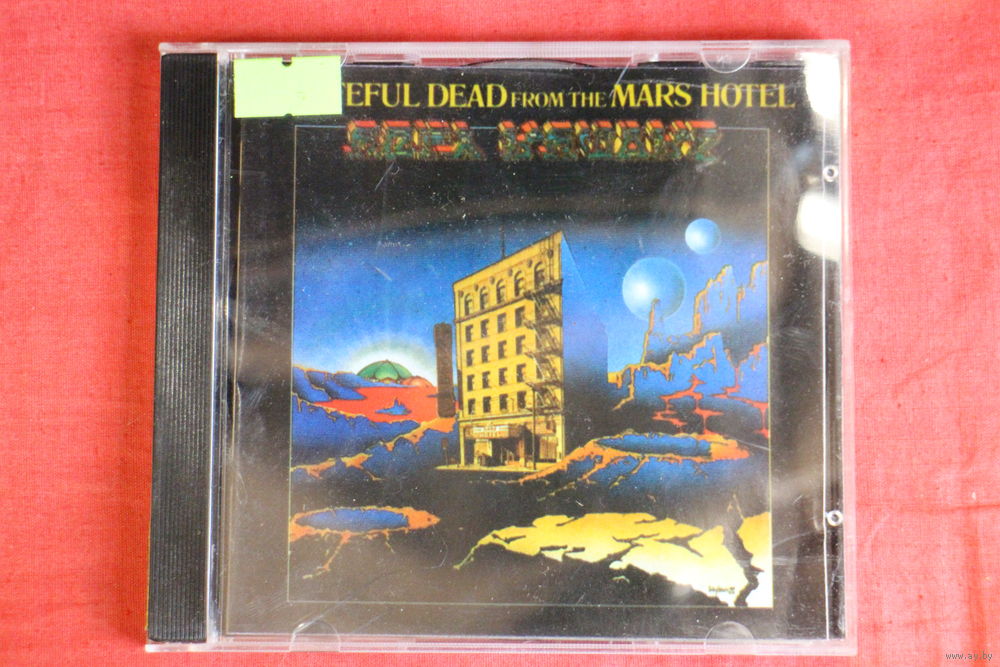 TEFUL DEAD FROM THE MARS HOTEL
www.ay.by